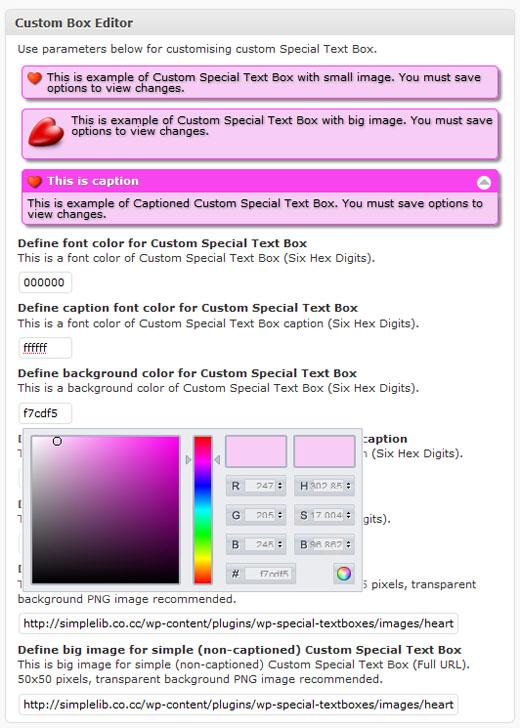 Custom Box Editor
Use parameters below for customising custom Special Text Box.
This is example of Custom Special Text Box with small image. You must save
options to view changes.
This is example of Custom Special Text Box with big image. You must save
options to view changes.
This is caption
This is example of Captioned Custom Special Text Box. You must save options to
view changes.
Define font color for Custom Special Text Box
This is a font color of Custom Special Text Box (Six Hex Digits).
000000
Define caption font color for Custom Special Text Box
This is a font color of Custom Special Text Box caption (Six Hex Digits).
ffffff
Define background color for Custom Special Text Box
This is a background color of Custom Special Text Box (Six Hex Digits).
f7cdf5
caption
(Six Hex Digits).
R 247 H 302.85
G 205 S 17.004
B 245 B 96.862
# f7cdf5
pixels, transparent
background PNG image recommended.
http://simplelib.co.cc/wp-content/plugins/wp-special-textboxes/images/heart
Define big image for simple (non-captioned) Custom Special Text Box
This is big image for simple (non-captioned) Custom Special Text Box (Full URL).
50x50 pixels, transparent background PNG image recommended.
http://simplelib.co.cc/wp-content/plugins/wp-special-textboxes/images/heart